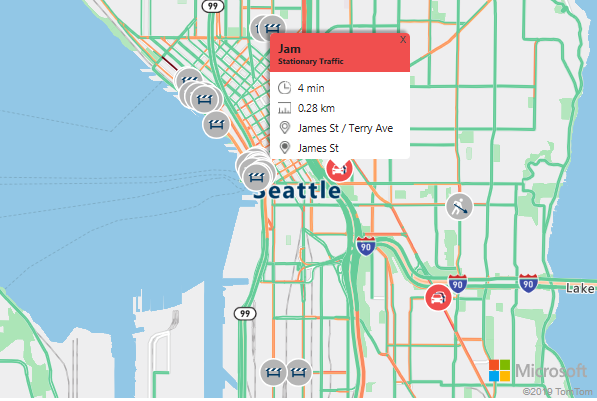 99
Jam
X
Stationary Traffic
4 min
0.28 km
James St / Terry Ave
James St
Seattle
90
90
90
Lake
99
Microsoft
©2019 TomTom